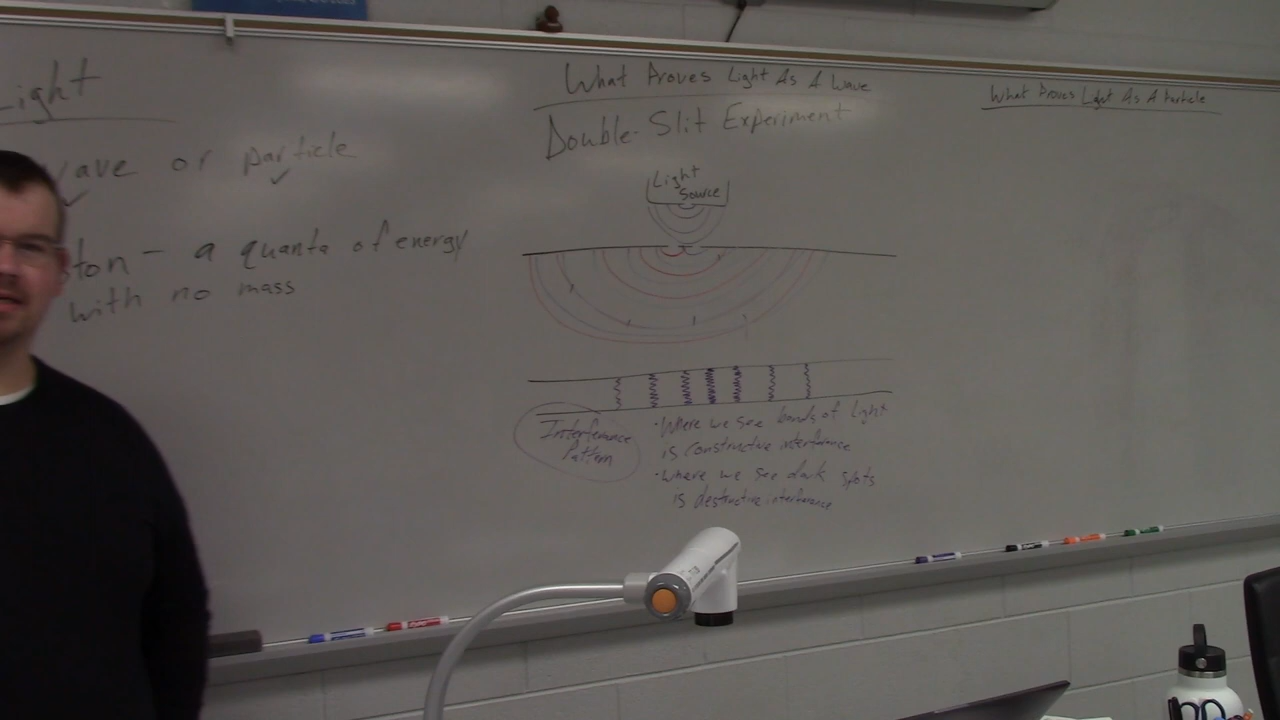 Light
wave or particle
ton - a quanta of energy
with no mass
What Proves Light As A Wave
Double-Slit Experiment
Light
Source
Interference
Pattern
· Where we see bands of Light
is constructive interference
· Where we see dark spots
is destructive interference
What Proves Light As A Particle